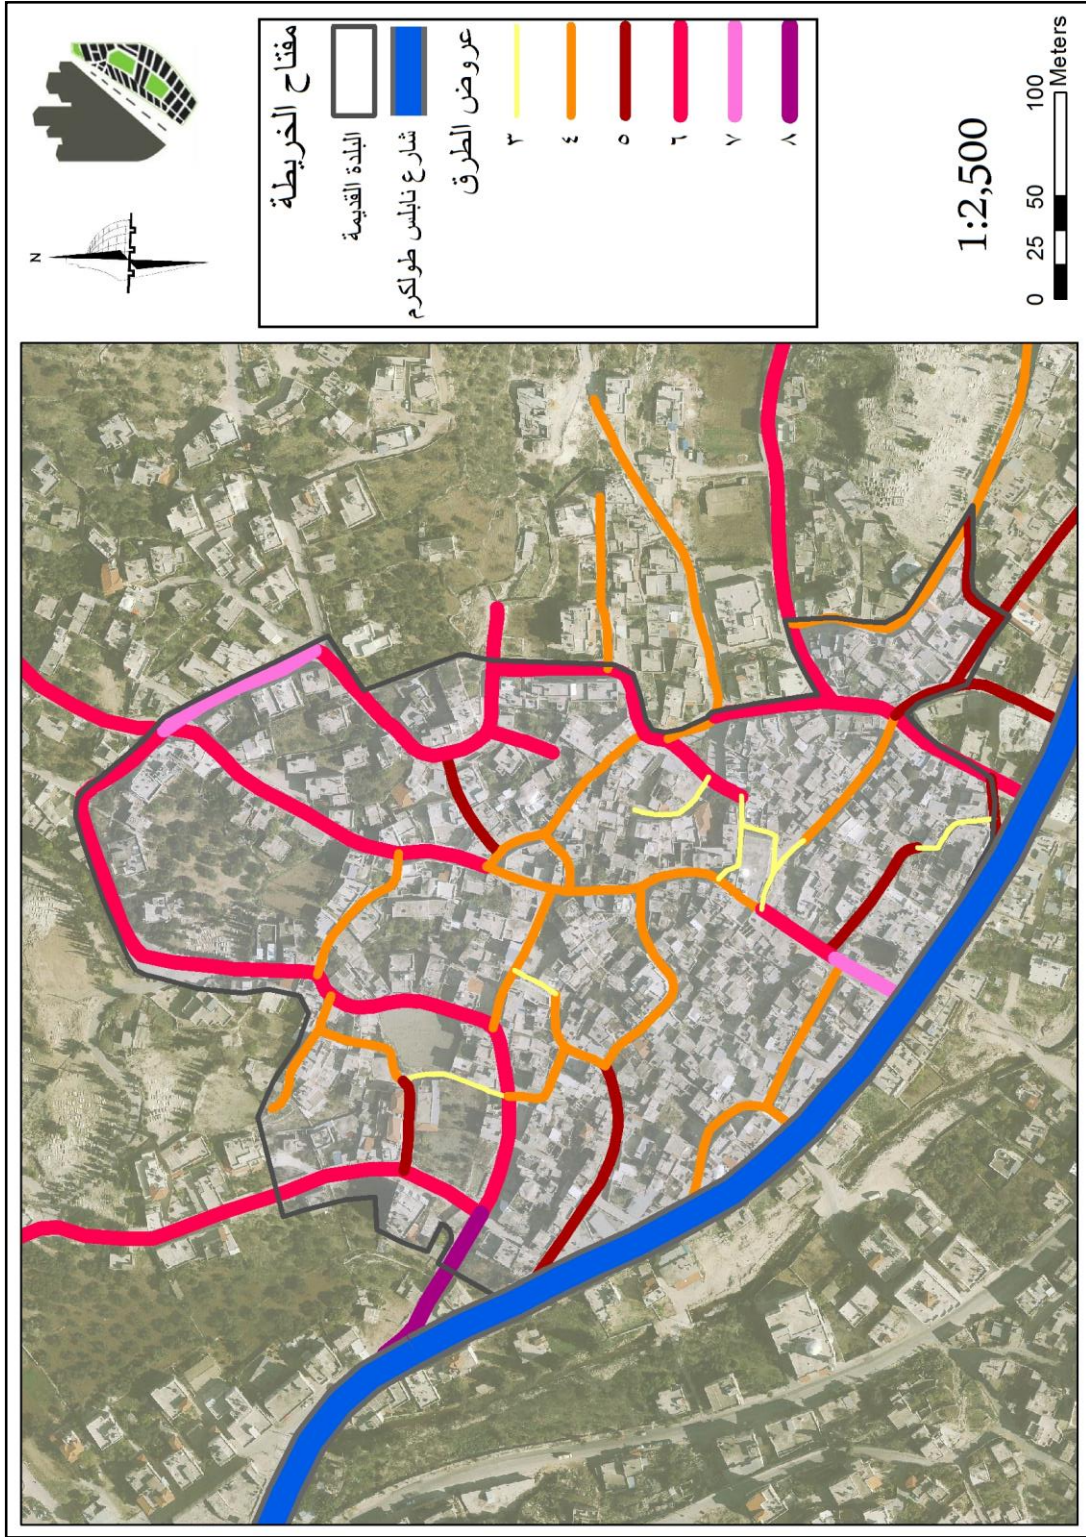 N
مفتاح الخريطة
البلدة القديمة
شارع نابلس طولكرم
عروض الطرق
٣
٤
٥
٦
٧
٨
1:2,500
0 25 50 100
Meters